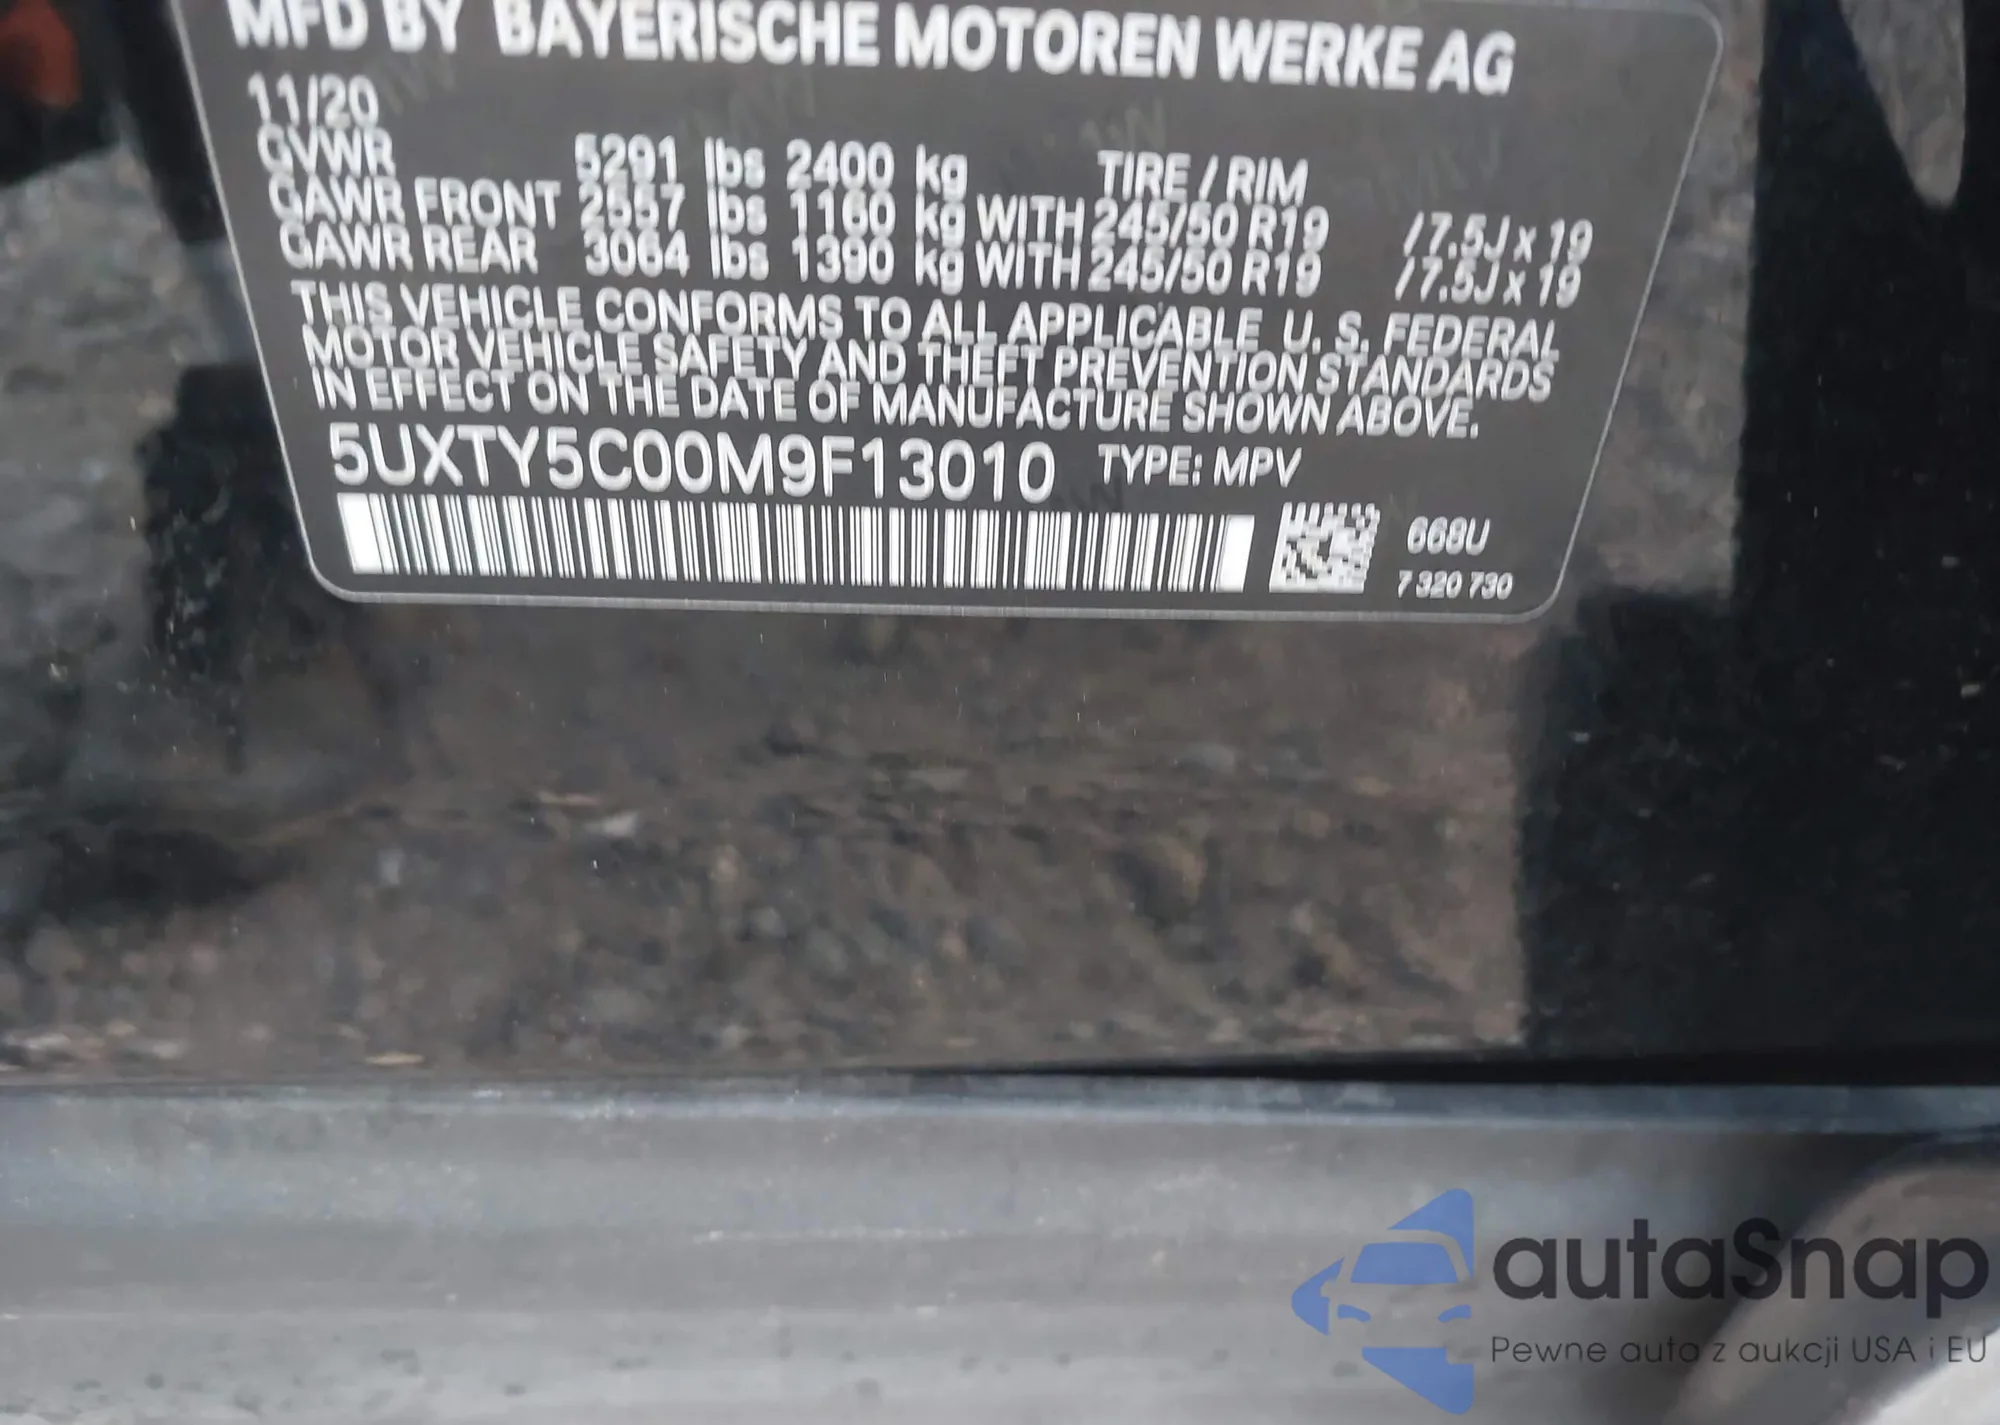 MFD BY BAYERISCHE MOTOREN WERKE AG
11/20
GVWR 5291 lbs 2400 kg TIRE / RIM
GAWR FRONT 2557 lbs 1160 kg WITH 245/50 R19 / 7.5J x 19
GAWR REAR 3064 lbs 1390 kg WITH 245/50 R19 / 7.5J x 19
THIS VEHICLE CONFORMS TO ALL APPLICABLE U. S. FEDERAL
MOTOR VEHICLE SAFETY AND THEFT PREVENTION STANDARDS
IN EFFECT ON THE DATE OF MANUFACTURE SHOWN ABOVE.
5UXTY5C00M9F13010 TYPE: MPV
668U
7 320 730
autaSnap
Pewne auta z aukcji USA i EU